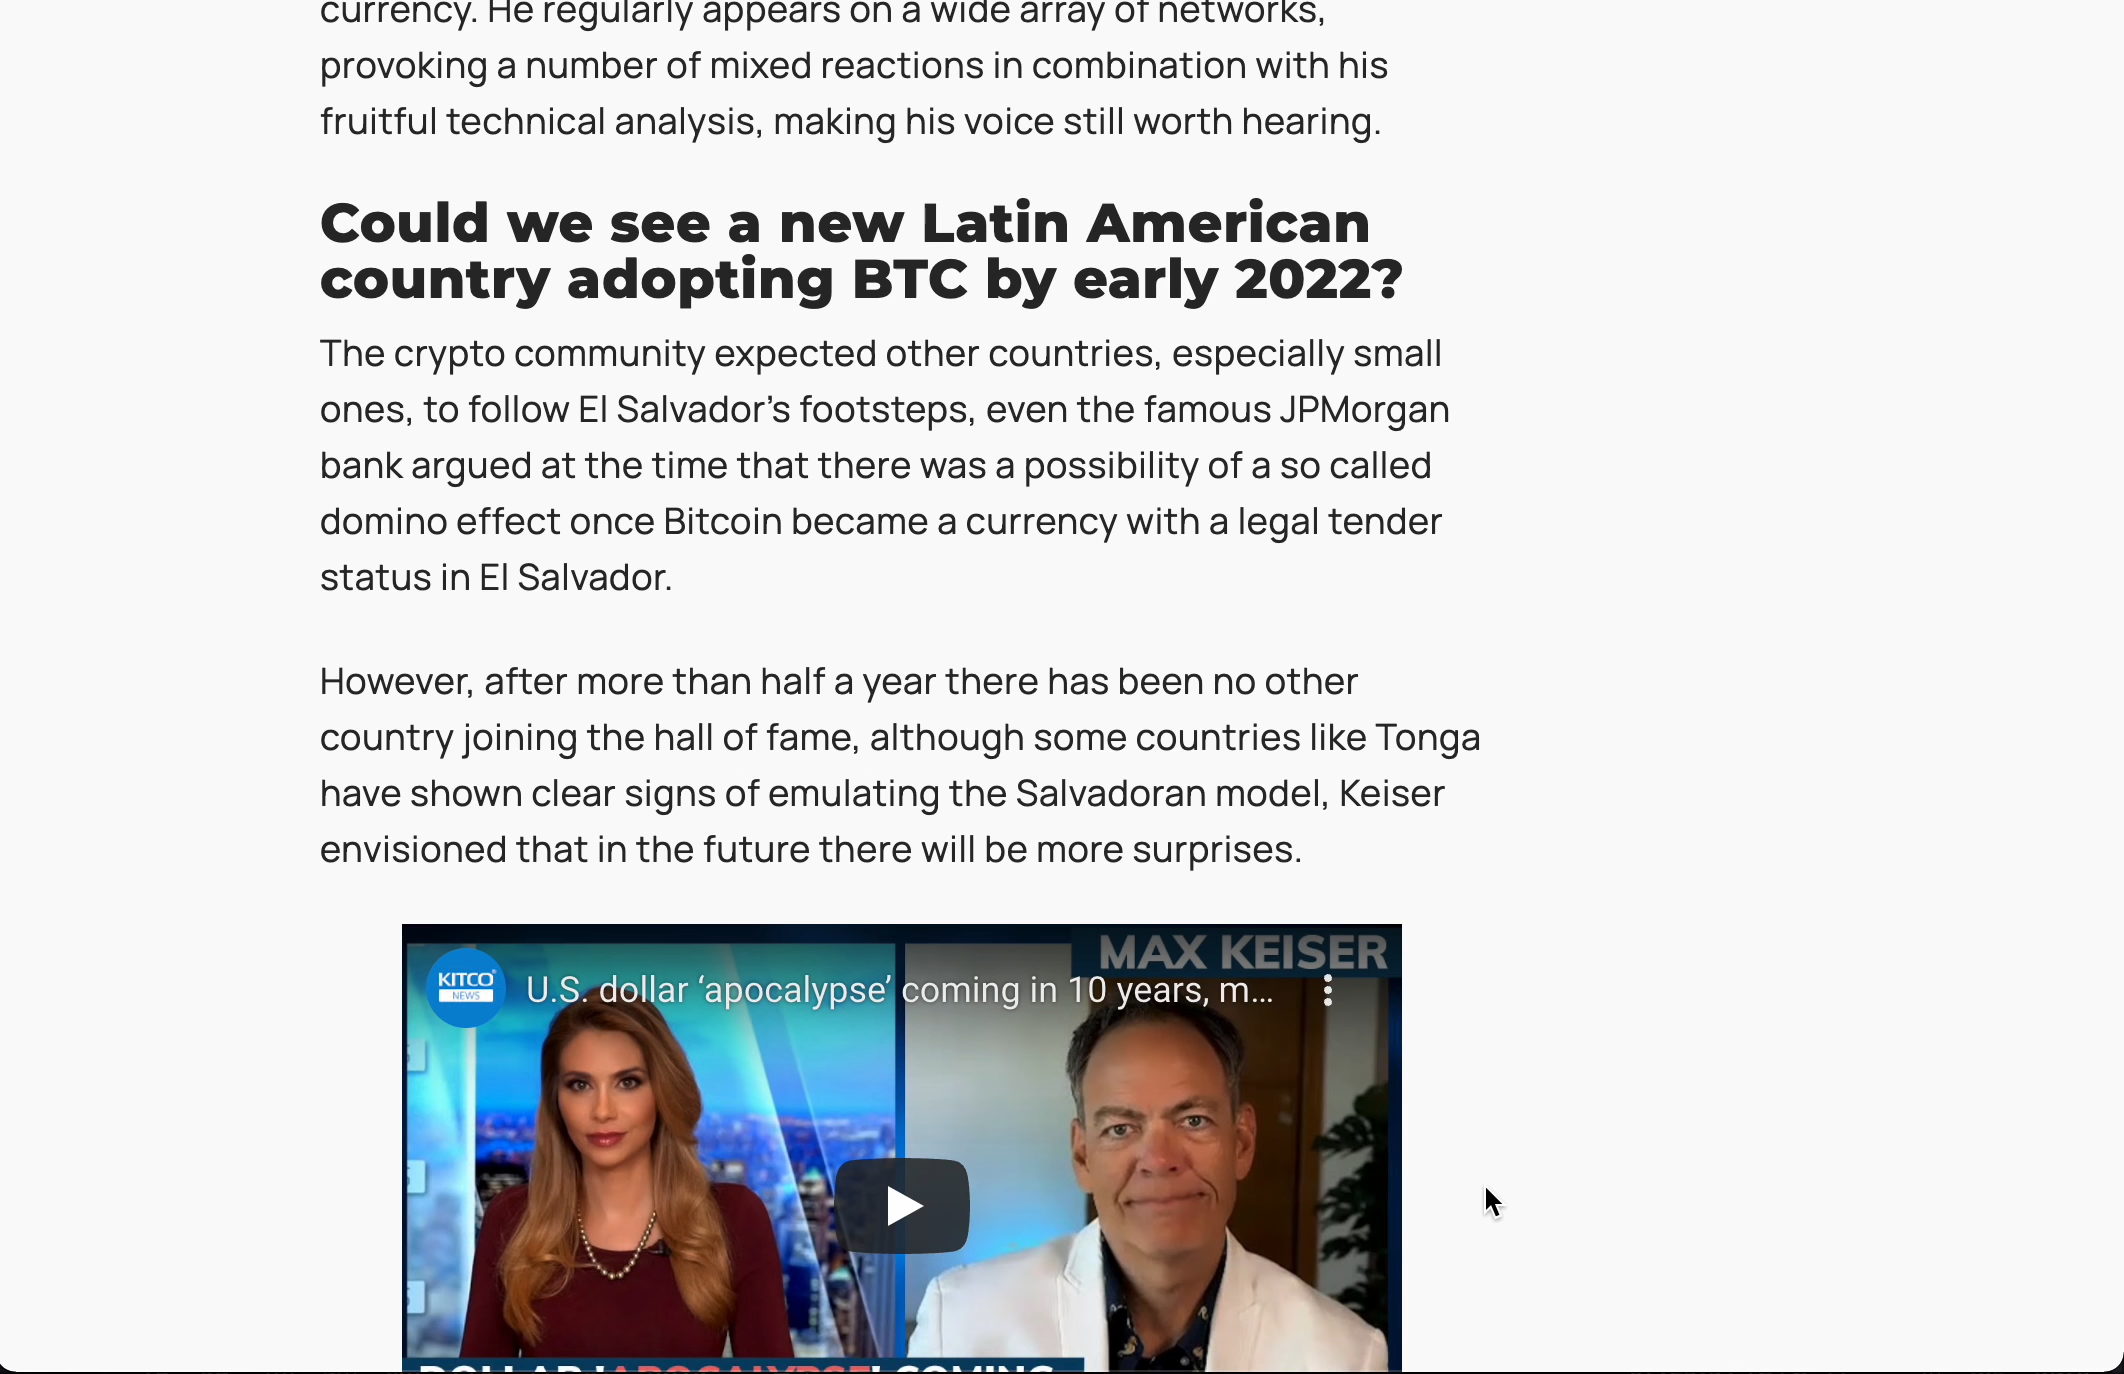 currency. He regularly appears on a wide array of networks,
provoking a number of mixed reactions in combination with his
fruitful technical analysis, making his voice still worth hearing.
Could we see a new Latin American
country adopting BTC by early 2022?
The crypto community expected other countries, especially small
ones, to follow El Salvador’s footsteps, even the famous JPMorgan
bank argued at the time that there was a possibility of a so called
domino effect once Bitcoin became a currency with a legal tender
status in El Salvador.
However, after more than half a year there has been no other
country joining the hall of fame, although some countries like Tonga
have shown clear signs of emulating the Salvadoran model, Keiser
envisioned that in the future there will be more surprises.
MAX KEISER
KITCO
NEWS
U.S. dollar ‘apocalypse’ coming in 10 years, m...
DOLLAR 'APOCALYPSE' COMING